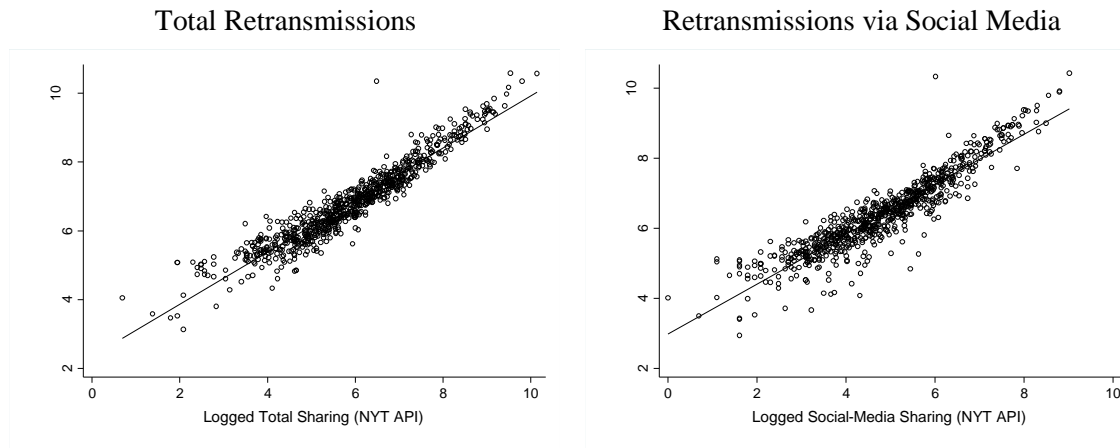 Total Retransmissions
Retransmissions via Social Media
10
8
6
4
2
0 2 4 6 8 10
Logged Total Sharing (NYT API)
10
8
6
4
2
0 2 4 6 8 10
Logged Social-Media Sharing (NYT API)